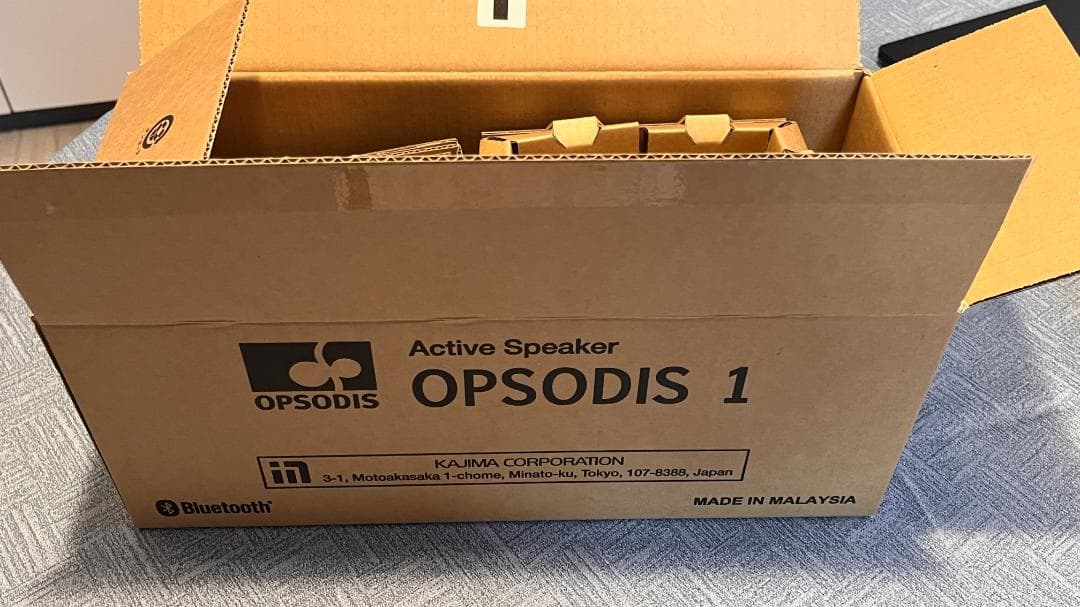 OPSODIS
Active Speaker
OPSODIS 1
KAJIMA CORPORATION
3-1, Motoakasaka 1-chome, Minato-ku, Tokyo, 107-8388, Japan
Bluetooth®
MADE IN MALAYSIA